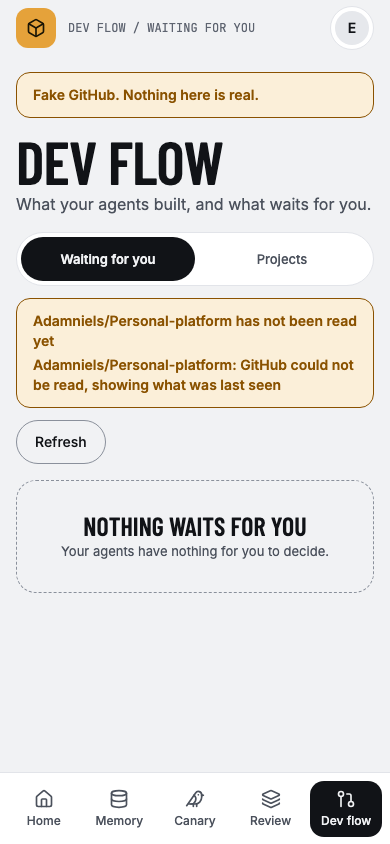 DEV FLOW / WAITING FOR YOU
E
Fake GitHub. Nothing here is real.
DEV FLOW
What your agents built, and what waits for you.
Waiting for you
Projects
Adamniels/Personal-platform has not been read
yet
Adamniels/Personal-platform: GitHub could not
be read, showing what was last seen
Refresh
NOTHING WAITS FOR YOU
Your agents have nothing for you to decide.
Home
Memory
Canary
Review
Dev flow